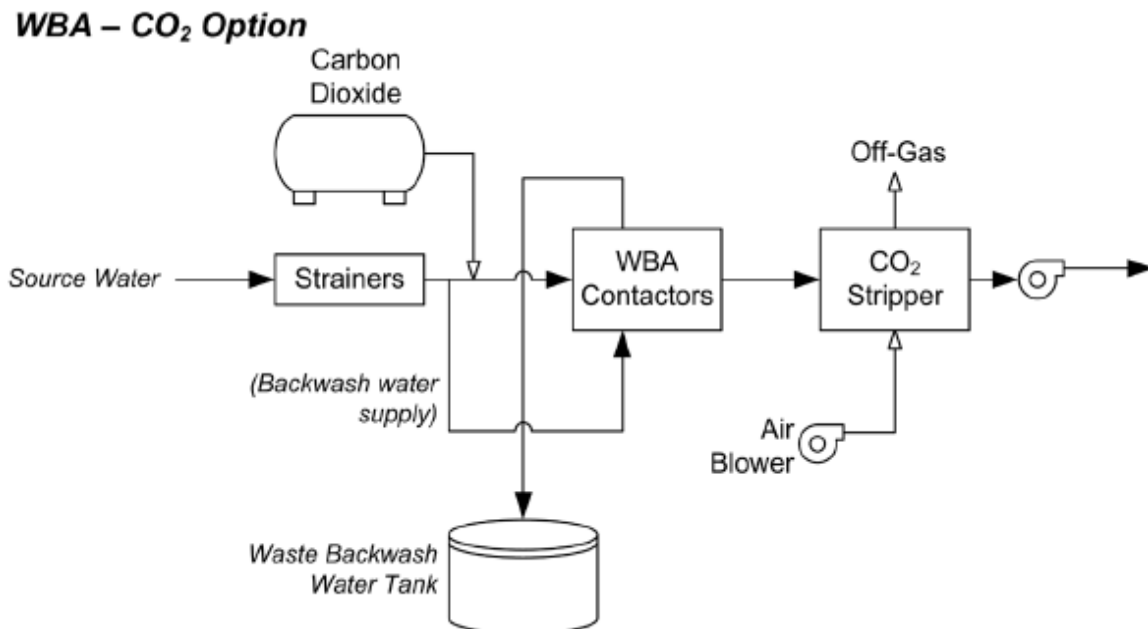 WBA – CO₂ Option
Carbon
Dioxide
Off-Gas
Source Water
Strainers
WBA
Contactors
CO₂
Stripper
(Backwash water
supply)
Air
Blower
Waste Backwash
Water Tank